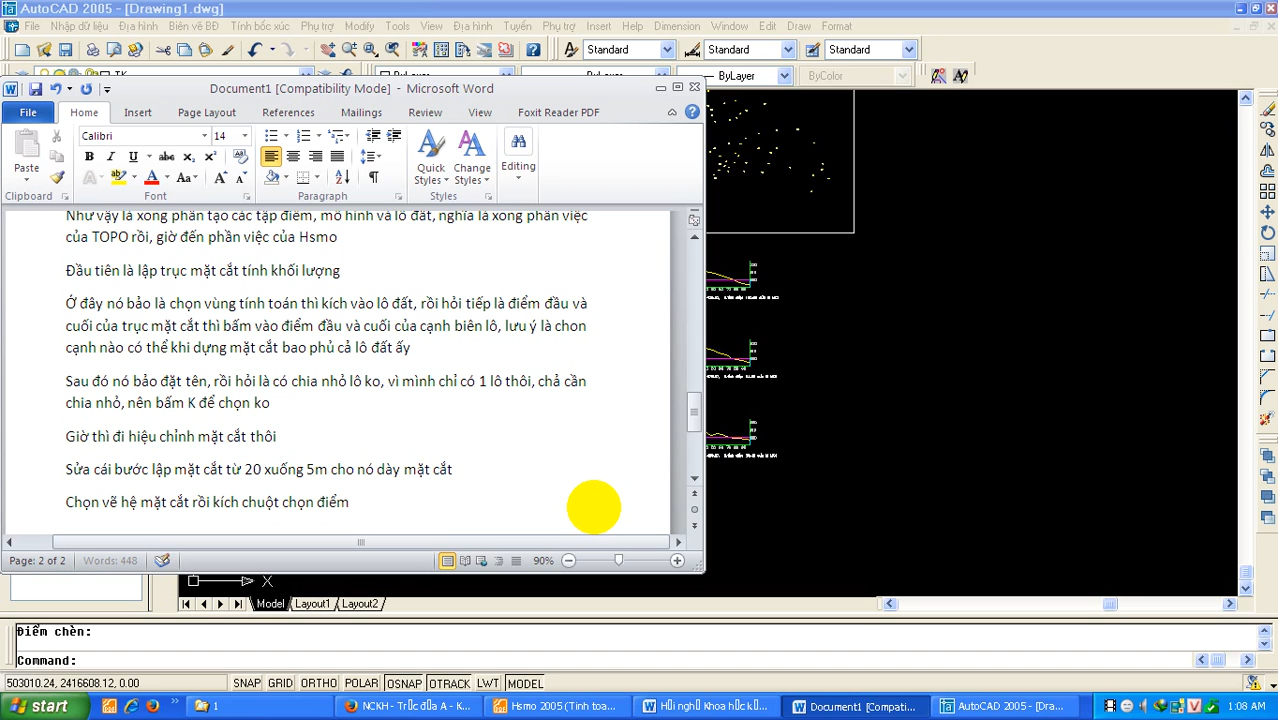 AutoCAD 2005 - [Drawing1.dwg]
File Nhập dữ liệu Địa hình Biên vẽ BĐ Tính bốc xúc Phụ trợ Modify Tools View Địa hình Tuyến Phụ trợ Insert Help Dimension Window Draw Format
Standard Standard Standard
ByLayer ByColor
Document1 [Compatibility Mode] - Microsoft Word
File Home Insert Page Layout References Mailings Review View Foxit Reader PDF
Calibri 14
Paste Quick Styles Change Styles Editing
Clipboard Font Paragraph Styles
Như vậy là xong phần tạo các tập điểm, mô hình và lô đất, nghĩa là xong phần việc
của TOPO rồi, giờ đến phần việc của Hsmo
Đầu tiên là lập trục mặt cắt tính khối lượng
Ở đây nó bảo là chọn vùng tính toán thì kích vào lô đất, rồi hỏi tiếp là điểm đầu và
cuối của trục mặt cắt thì bấm vào điểm đầu và cuối của cạnh biên lô, lưu ý là chon
cạnh nào có thể khi dựng mặt cắt bao phủ cả lô đất ấy
Sau đó nó bảo đặt tên, rồi hỏi là có chia nhỏ lô ko, vì mình chỉ có 1 lô thôi, chả cần
chia nhỏ, nên bấm K để chọn ko
Giờ thì đi hiệu chỉnh mặt cắt thôi
Sửa cái bước lập mặt cắt từ 20 xuống 5m cho nó dày mặt cắt
Chọn vẽ hệ mặt cắt rồi kích chuột chọn điểm
Page: 2 of 2 Words: 448 90%
X
Model Layout1 Layout2
Điểm chèn:
Command:
503010.24, 2416608.12, 0.00 SNAP GRID ORTHO POLAR OSNAP OTRACK LWT MODEL
start 1 NCKH - Trắc địa A - K... Hsmo 2005 (Tinh toa... Hội nghị Khoa học k... Document1 [Compati... AutoCAD 2005 - [Dra... 1:08 AM